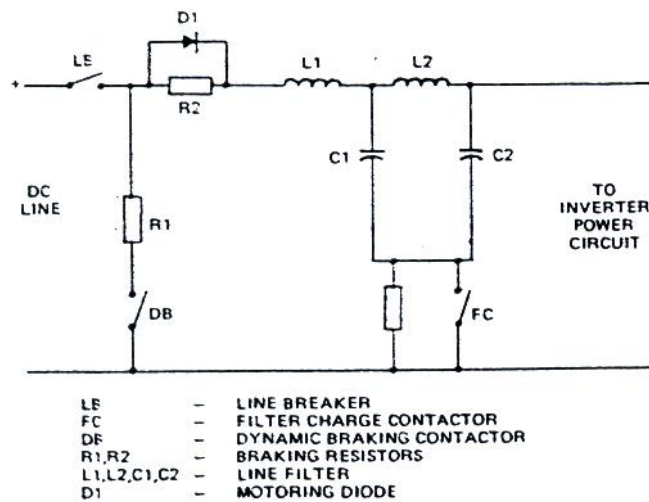 D1
LB
+
R2
L1
L2
C1
C2
DC
LINE
R1
TO
INVERTER
POWER
CIRCUIT
DB
FC
LB – LINE BREAKER
FC – FILTER CHARGE CONTACTOR
DB – DYNAMIC BRAKING CONTACTOR
R1,R2 – BRAKING RESISTORS
L1,L2,C1,C2 – LINE FILTER
D1 – MOTORING DIODE